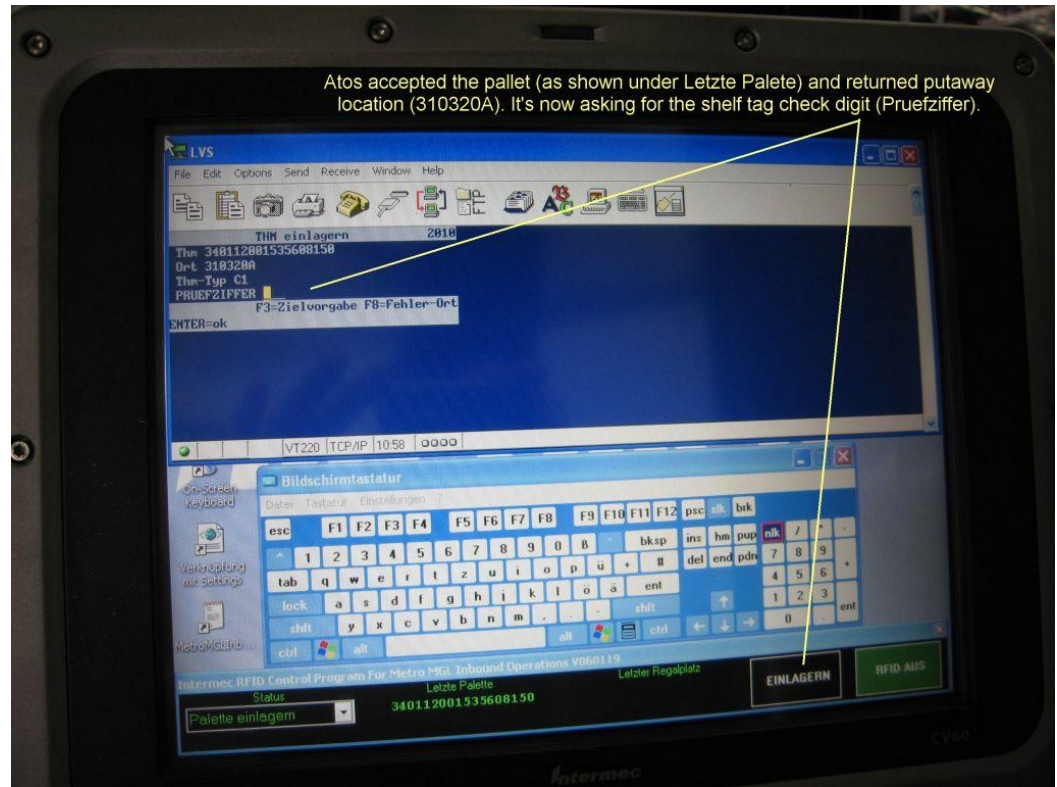 Atos accepted the pallet (as shown under Letzte Palete) and returned putaway
location (310320A). It's now asking for the shelf tag check digit (Pruefziffer).
LVS
File Edit Options Send Receive Window Help
THM einlagern 2010
Thm 340112001535608150
Ort 310320A
Thm-Typ C1
PRUEFZIFFER
F3=Zielvorgabe F8=Fehler-Ort
ENTER=ok
VT220 TCP/IP 10:58
On-Screen
Keyboard
Verknüpfung
mit Settings
MetroMGLInb...
Bildschirmtastatur
Datei Tastatur Einstellungen ?
esc F1 F2 F3 F4 F5 F6 F7 F8 F9 F10 F11 F12 psc slk brk
^ 1 2 3 4 5 6 7 8 9 0 ß ´ bksp ins hm pup nlk / * -
tab q w e r t z u i o p ü + # del end pdn 7 8 9 +
lock a s d f g h j k l ö ä ent 4 5 6
shft y x c v b n m , . - shft 1 2 3 ent
ctrl alt alt ctrl 0 .
Intermec RFID Control Program For Metro MGL Inbound Operations V060119
Status
Palette einlagern
Letzte Palette
340112001535608150
Letzter Regalplatz
EINLAGERN
RFID AUS
CV60
Intermec